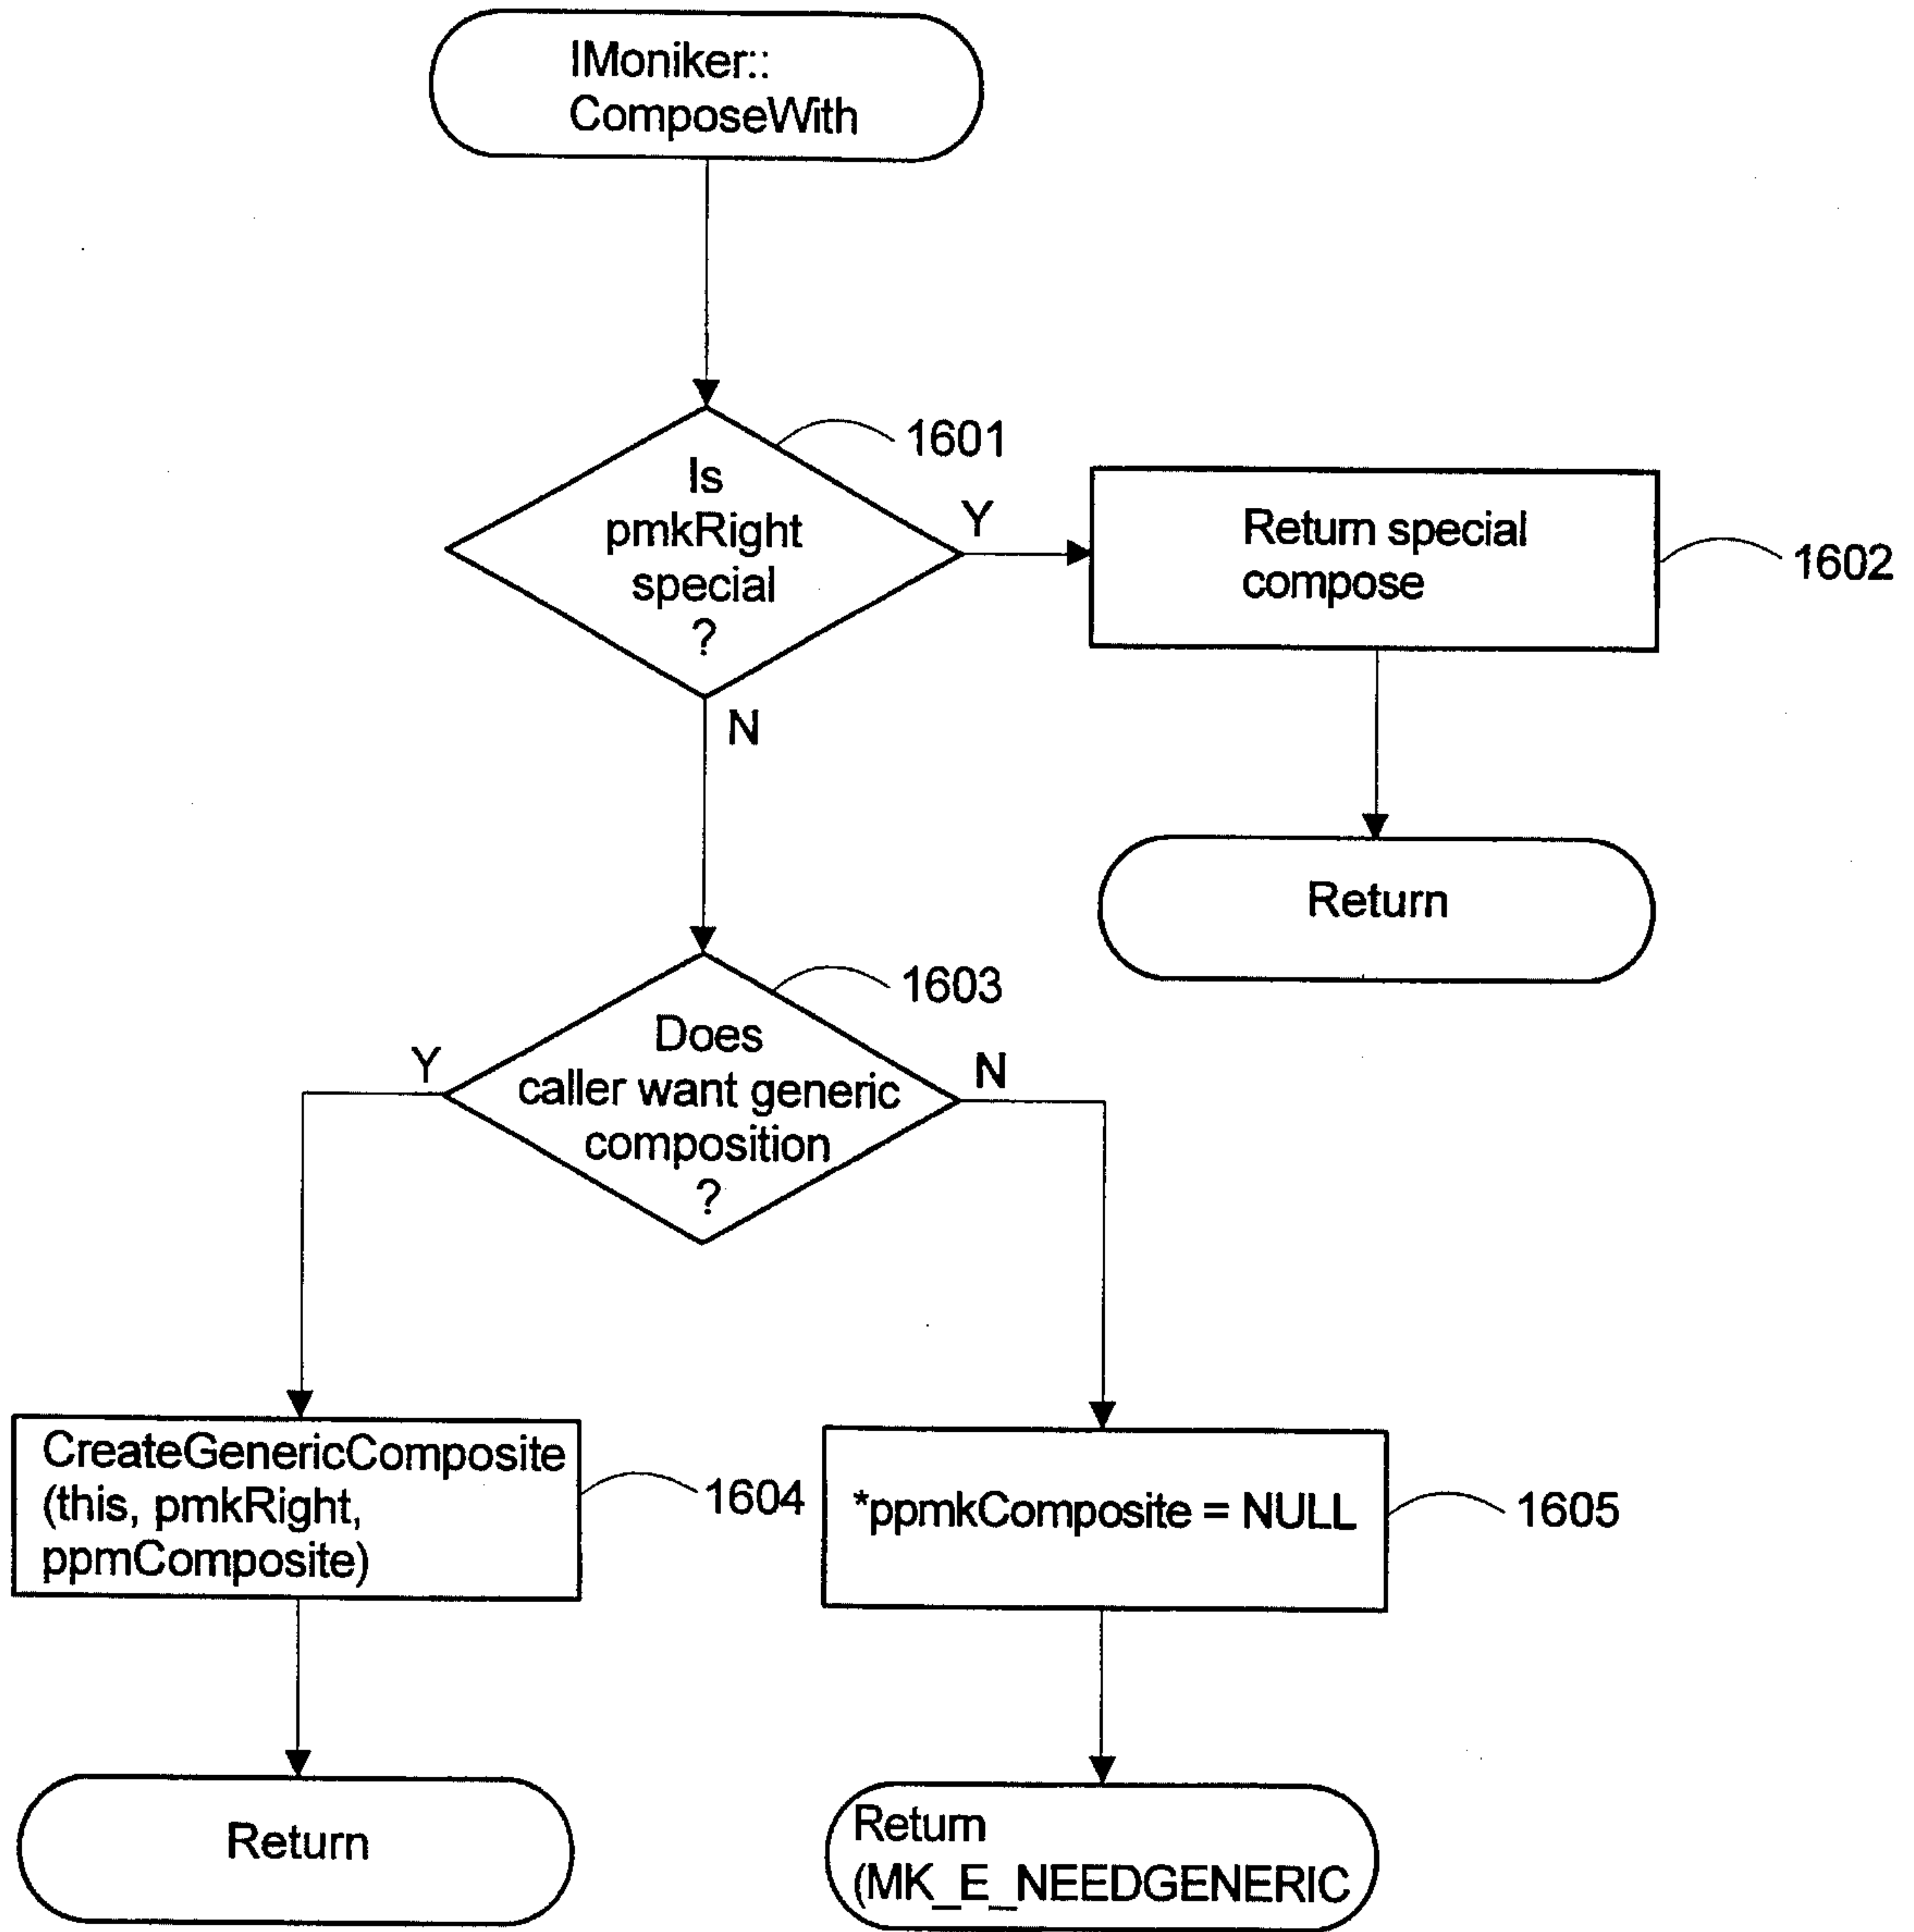 IMoniker::
ComposeWith
1601
Is
pmkRight
special
?
Y
Return special
compose
1602
N
Return
1603
Does
caller want generic
composition
?
Y
N
CreateGenericComposite
(this, pmkRight,
ppmComposite)
1604
*ppmkComposite = NULL
1605
Return
Return
(MK_E_NEEDGENERIC